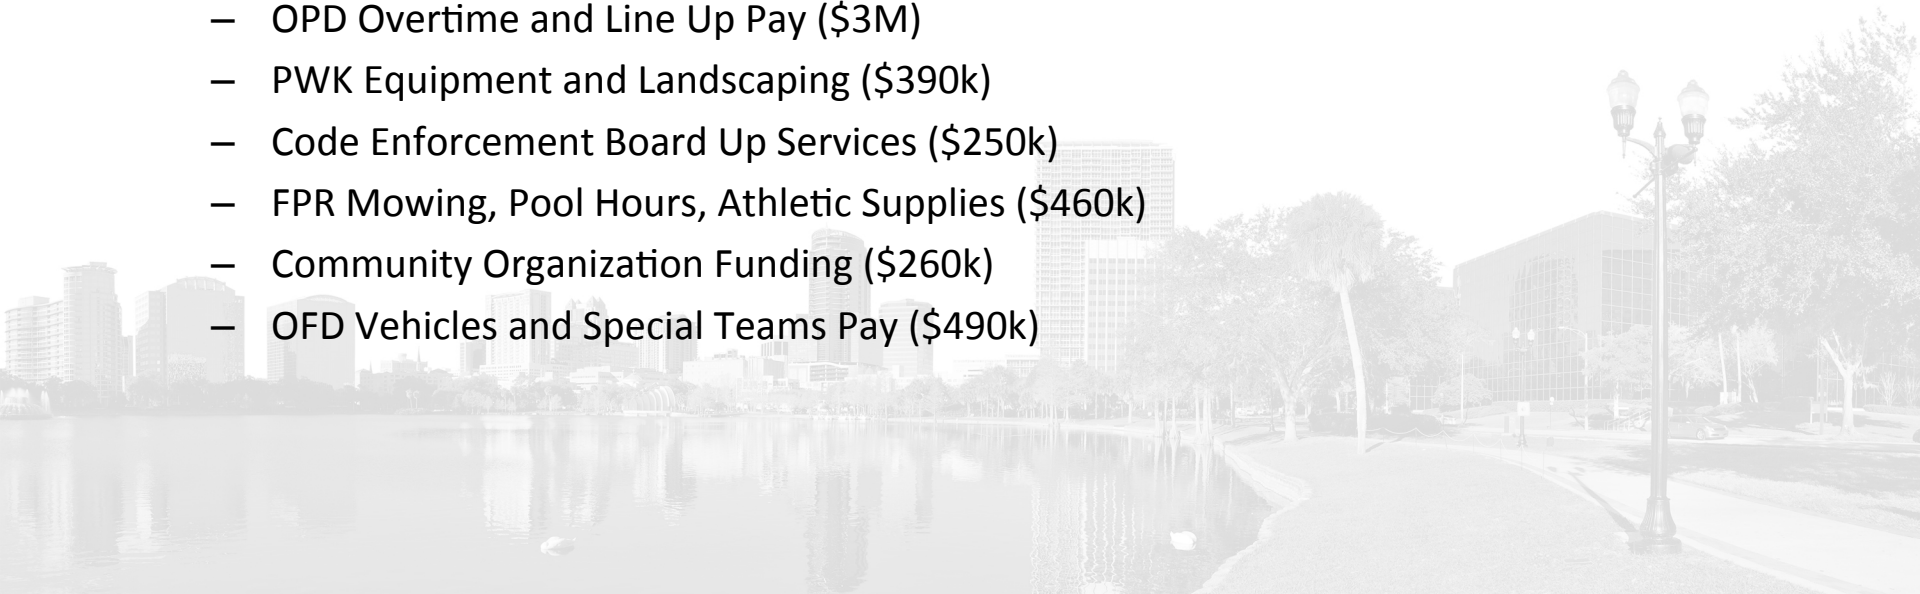 – OPD Overtime and Line Up Pay ($3M)
– PWK Equipment and Landscaping ($390k)
– Code Enforcement Board Up Services ($250k)
– FPR Mowing, Pool Hours, Athletic Supplies ($460k)
– Community Organization Funding ($260k)
– OFD Vehicles and Special Teams Pay ($490k)